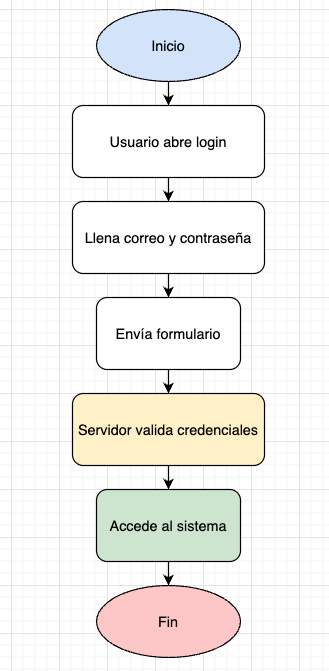 Inicio
Usuario abre login
Llena correo y contraseña
Envía formulario
Servidor valida credenciales
Accede al sistema
Fin